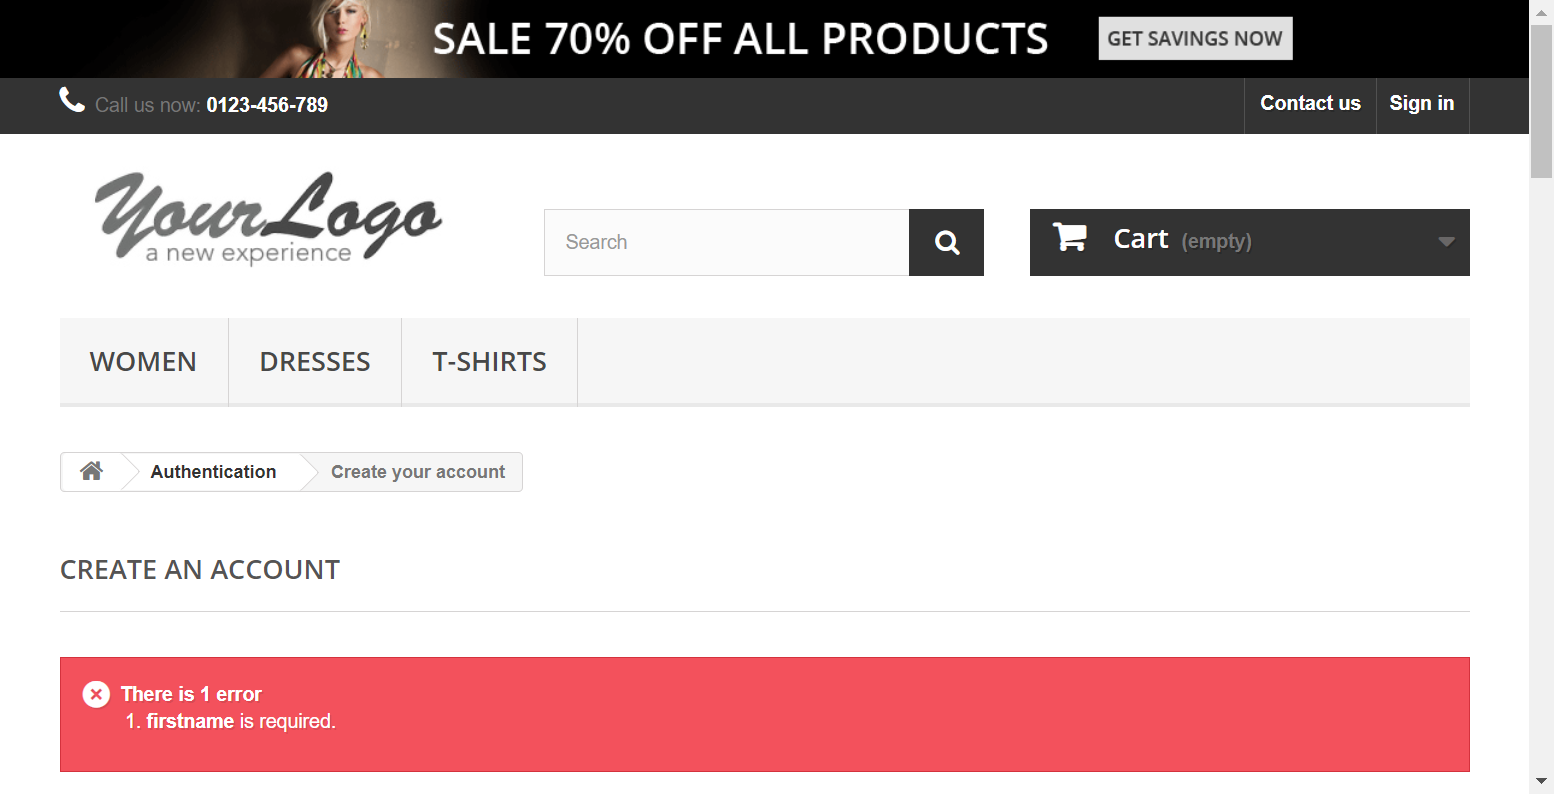 SALE 70% OFF ALL PRODUCTS GET SAVINGS NOW
Call us now: 0123-456-789 Contact us Sign in
YourLogo
a new experience
Search
Cart (empty)
WOMEN DRESSES T-SHIRTS
Authentication Create your account
CREATE AN ACCOUNT
There is 1 error
1. firstname is required.